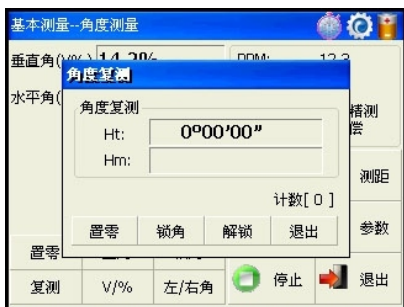 基本测量--角度测量
垂直角(V%) 14.2%
PPM: 12.3
水平角(
角度复测
角度复测
Ht: 0°00'00"
Hm:
计数[ 0 ]
置零 锁角 解锁 退出
偿
测距
参数
置零
复测 V/% 左/右角 停止 退出